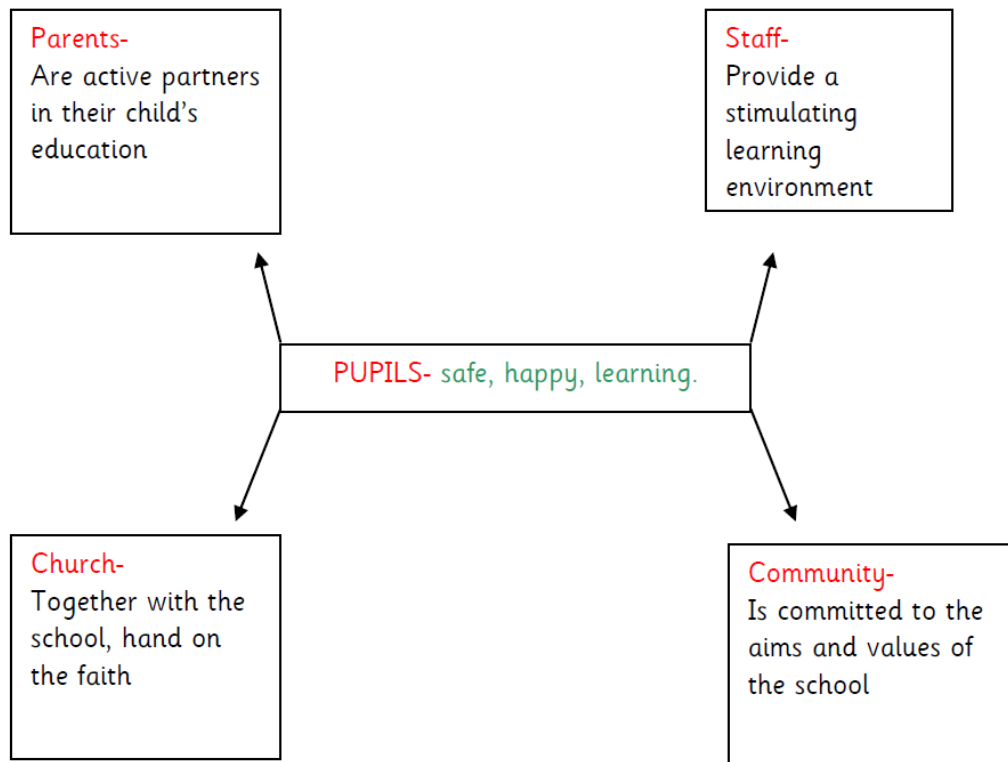 Parents-
Are active partners
in their child's
education
Staff-
Provide a
stimulating
learning
environment
PUPILS- safe, happy, learning.
Church-
Together with the
school, hand on
the faith
Community-
Is committed to the
aims and values of
the school